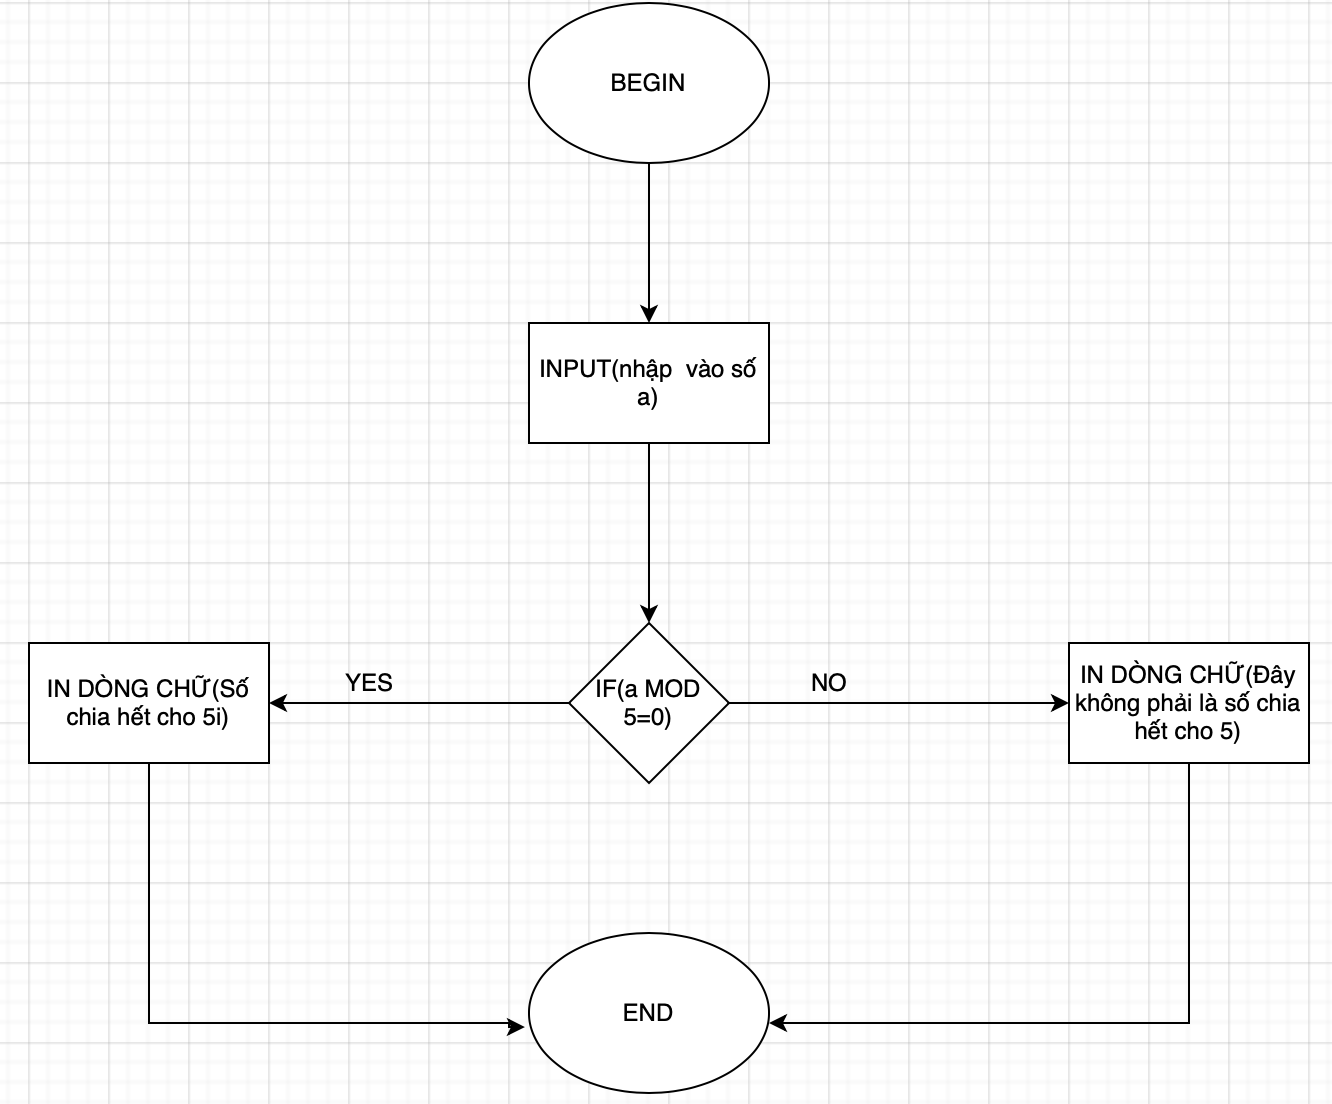 BEGIN
INPUT(nhập vào số
a)
IN DÒNG CHỮ(Số
chia hết cho 5i)
YES
IF(a MOD
5=0)
NO
IN DÒNG CHỮ(Đây
không phải là số chia
hết cho 5)
END